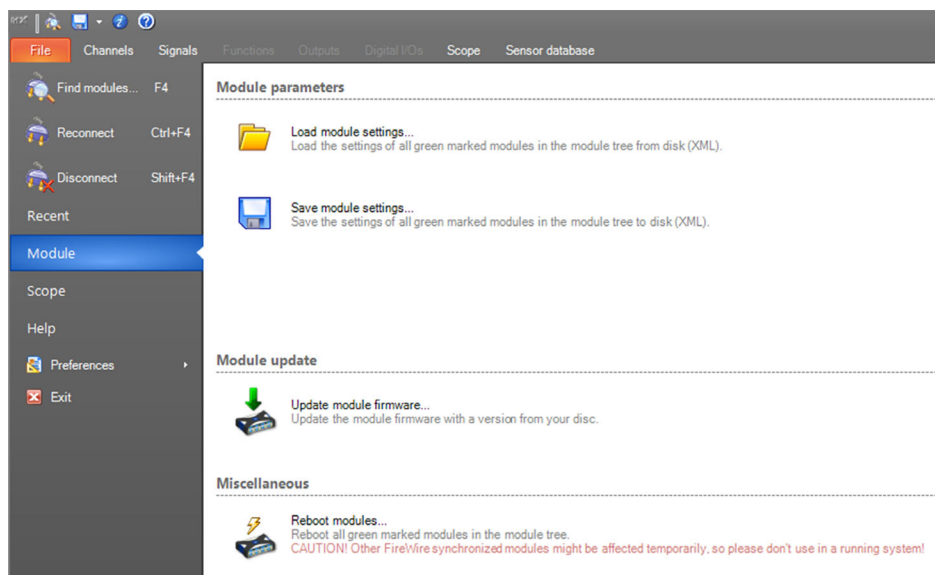 File Channels Signals Functions Outputs Digital I/Os Scope Sensor database
Find modules... F4
Reconnect Ctrl+F4
Disconnect Shift+F4
Recent
Module
Scope
Help
Preferences
Exit
Module parameters
Load module settings...
Load the settings of all green marked modules in the module tree from disk (XML).
Save module settings...
Save the settings of all green marked modules in the module tree to disk (XML).
Module update
Update module firmware...
Update the module firmware with a version from your disc.
Miscellaneous
Reboot modules...
Reboot all green marked modules in the module tree.
CAUTION! Other FireWire synchronized modules might be affected temporarily, so please don't use in a running system!